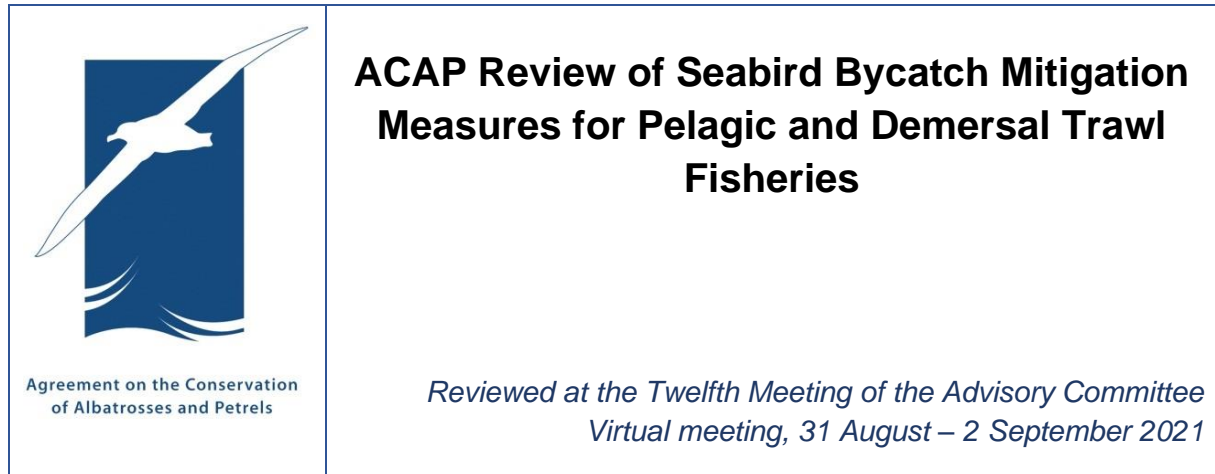 ACAP Review of Seabird Bycatch Mitigation
Measures for Pelagic and Demersal Trawl
Fisheries
Agreement on the Conservation
of Albatrosses and Petrels
Reviewed at the Twelfth Meeting of the Advisory Committee
Virtual meeting, 31 August – 2 September 2021